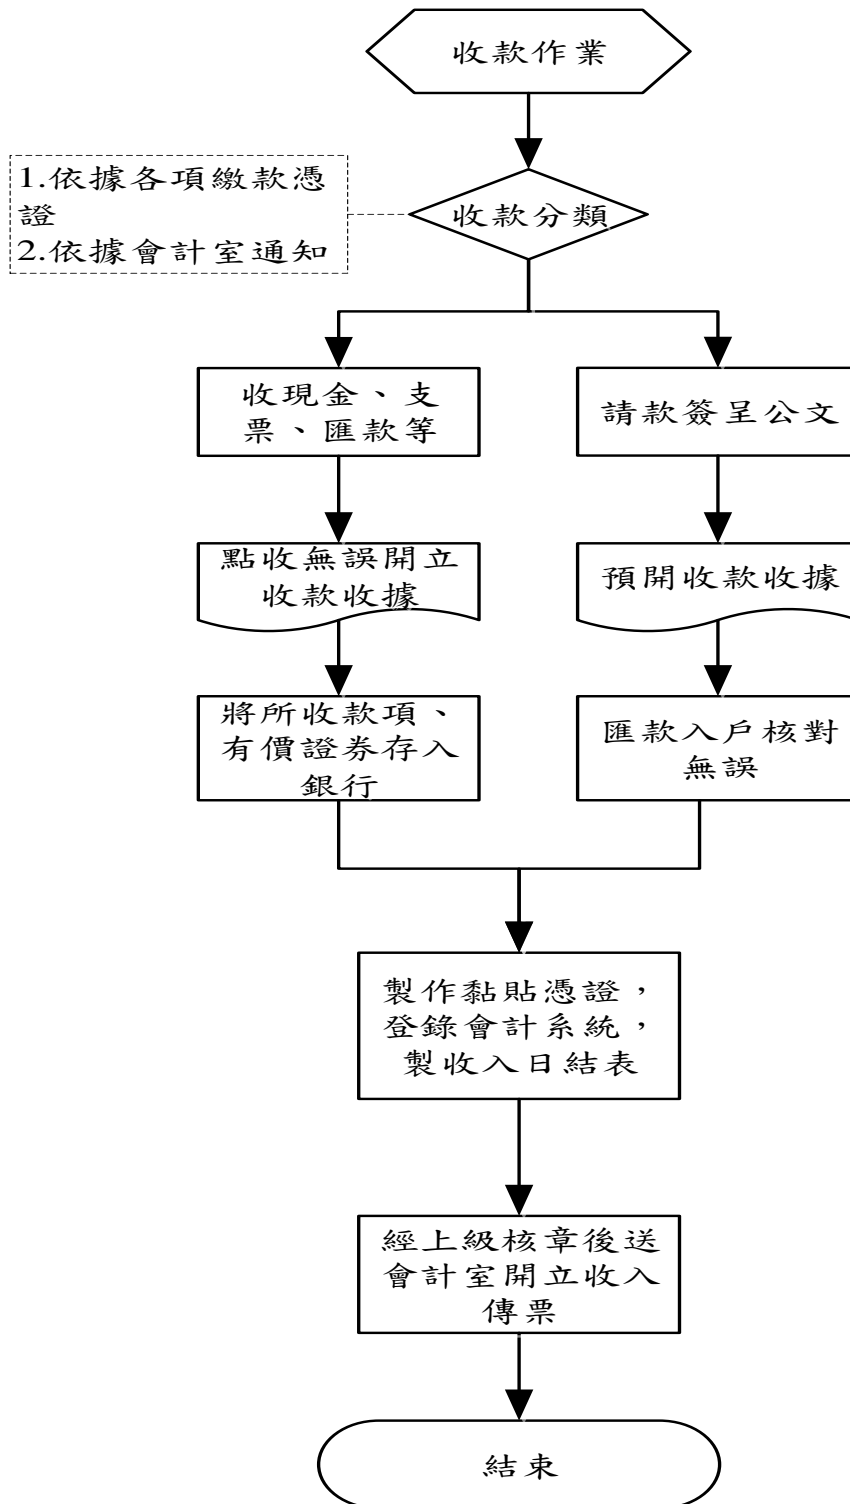 收款作業
1.依據各項繳款憑
證
2.依據會計室通知
收款分類
收現金、支
票、匯款等
請款簽呈公文
點收無誤開立
收款收據
預開收款收據
將所收款項、
有價證券存入
銀行
匯款入戶核對
無誤
製作黏貼憑證，
登錄會計系統，
製收入日結表
經上級核章後送
會計室開立收入
傳票
結束